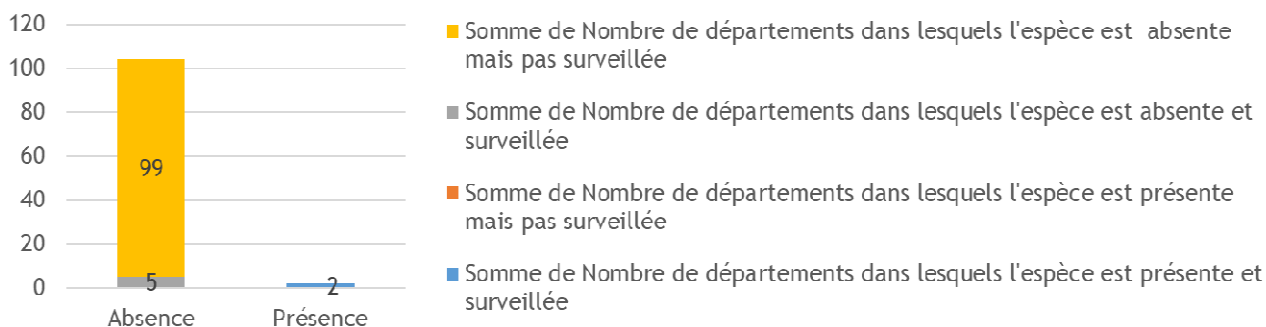 120
100
80
60
40
20
0
99
5
2
Absence
Présence
Somme de Nombre de départements dans lesquels l'espèce est absente
mais pas surveillée
Somme de Nombre de départements dans lesquels l'espèce est absente et
surveillée
Somme de Nombre de départements dans lesquels l'espèce est présente
mais pas surveillée
Somme de Nombre de départements dans lesquels l'espèce est présente et
surveillée